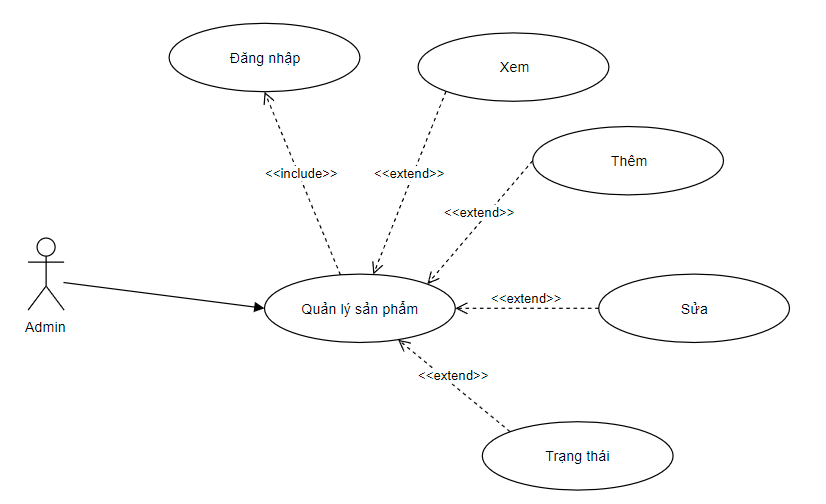 Đăng nhập
Xem
Thêm
<<include>>
<<extend>>
<<extend>>
<<extend>>
Quản lý sản phẩm
Sửa
Admin
<<extend>>
Trạng thái